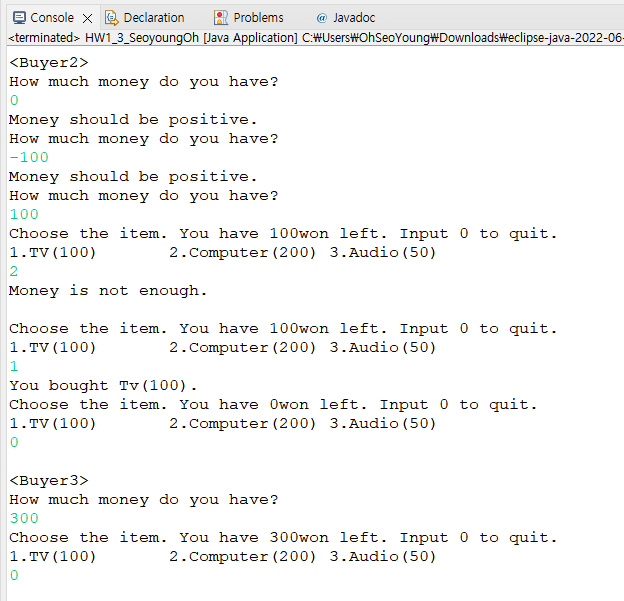 Console Declaration Problems @ Javadoc
<terminated> HW1_3_SeoyoungOh [Java Application] C:₩Users₩OhSeoYoung₩Downloads₩eclipse-java-2022-06-
<Buyer2>
How much money do you have?
0
Money should be positive.
How much money do you have?
-100
Money should be positive.
How much money do you have?
100
Choose the item. You have 100won left. Input 0 to quit.
1.TV(100) 2.Computer(200) 3.Audio(50)
2
Money is not enough.
Choose the item. You have 100won left. Input 0 to quit.
1.TV(100) 2.Computer(200) 3.Audio(50)
1
You bought Tv(100).
Choose the item. You have 0won left. Input 0 to quit.
1.TV(100) 2.Computer(200) 3.Audio(50)
0
<Buyer3>
How much money do you have?
300
Choose the item. You have 300won left. Input 0 to quit.
1.TV(100) 2.Computer(200) 3.Audio(50)
0